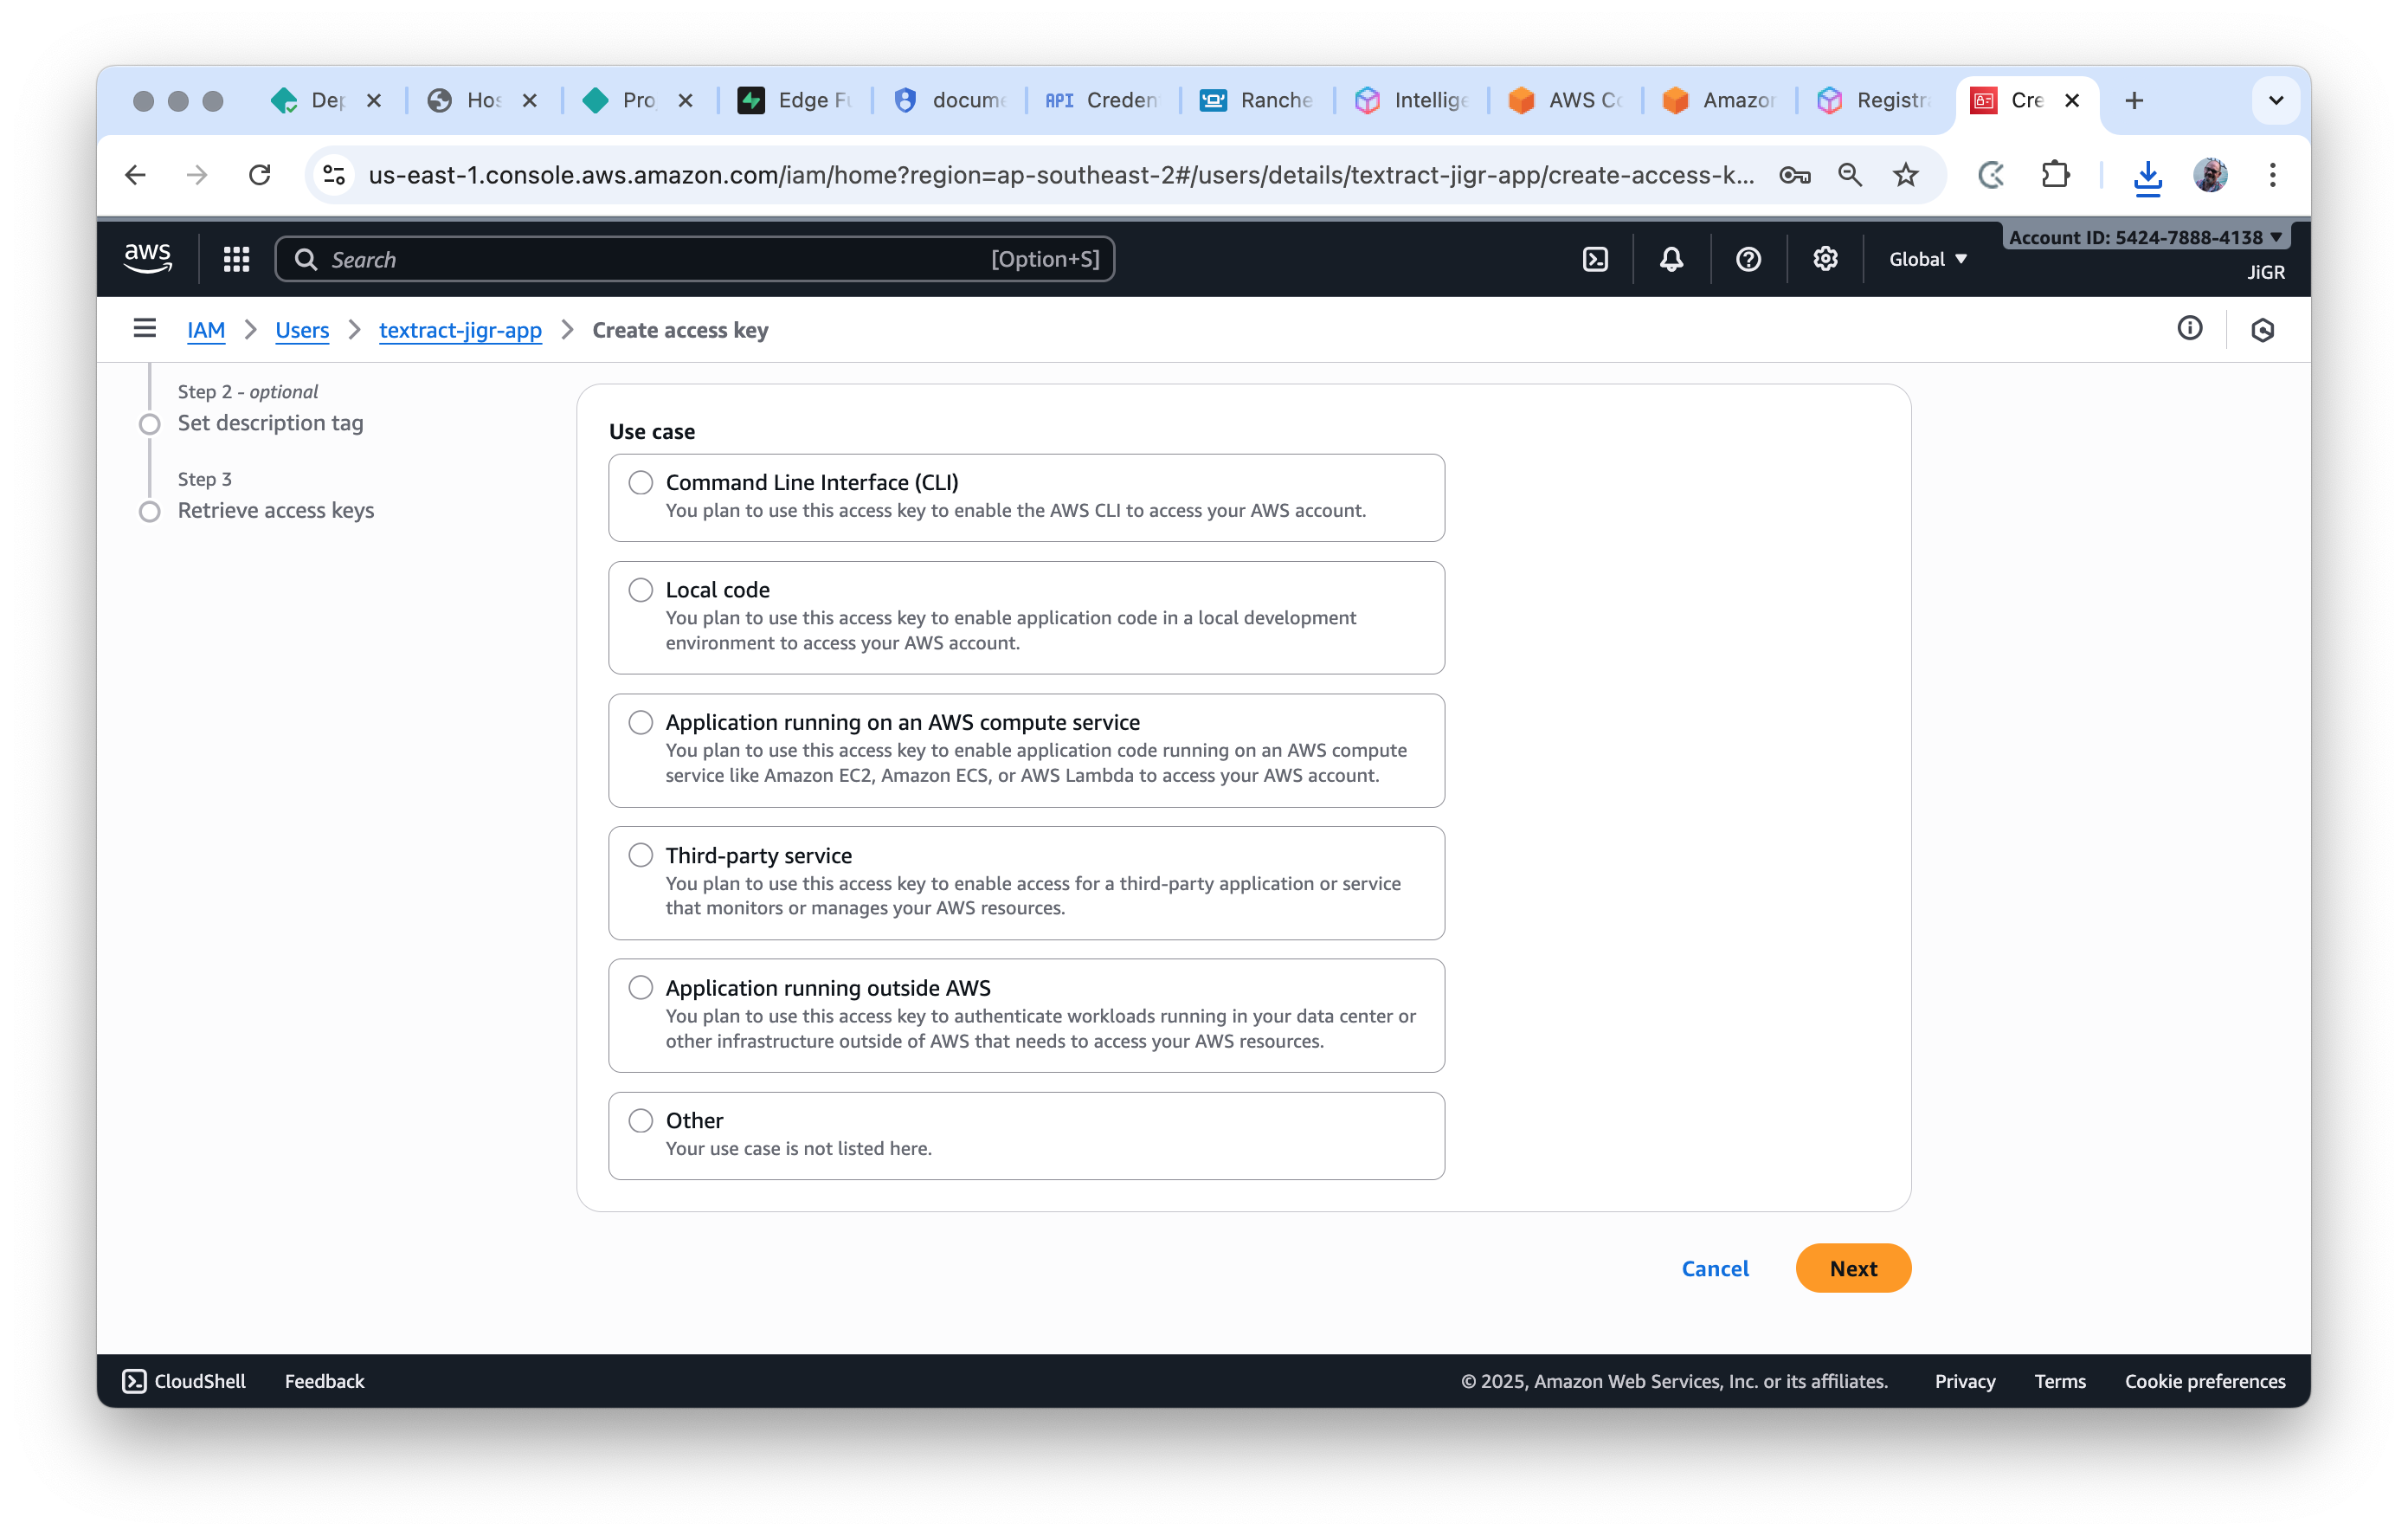 Dep
Hos
Pro
Edge Fu
docume
API Creden
Ranche
Intellige
AWS Co
Amazon
Registra
Cre
us-east-1.console.aws.amazon.com/iam/home?region=ap-southeast-2#/users/details/textract-jigr-app/create-access-k...
aws
Search
[Option+S]
Global
Account ID: 5424-7888-4138
JiGR
IAM
Users
textract-jigr-app
Create access key
Step 2 - optional
Set description tag
Step 3
Retrieve access keys
Use case
Command Line Interface (CLI)
You plan to use this access key to enable the AWS CLI to access your AWS account.
Local code
You plan to use this access key to enable application code in a local development
environment to access your AWS account.
Application running on an AWS compute service
You plan to use this access key to enable application code running on an AWS compute
service like Amazon EC2, Amazon ECS, or AWS Lambda to access your AWS account.
Third-party service
You plan to use this access key to enable access for a third-party application or service
that monitors or manages your AWS resources.
Application running outside AWS
You plan to use this access key to authenticate workloads running in your data center or
other infrastructure outside of AWS that needs to access your AWS resources.
Other
Your use case is not listed here.
Cancel
Next
CloudShell
Feedback
© 2025, Amazon Web Services, Inc. or its affiliates.
Privacy
Terms
Cookie preferences